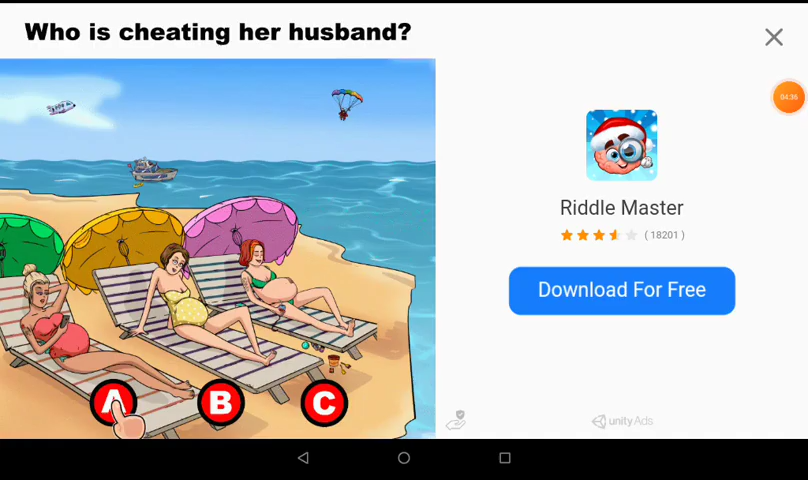 Who is cheating her husband?
04:36
Riddle Master
( 18201 )
Download For Free
A
B
C
unity Ads